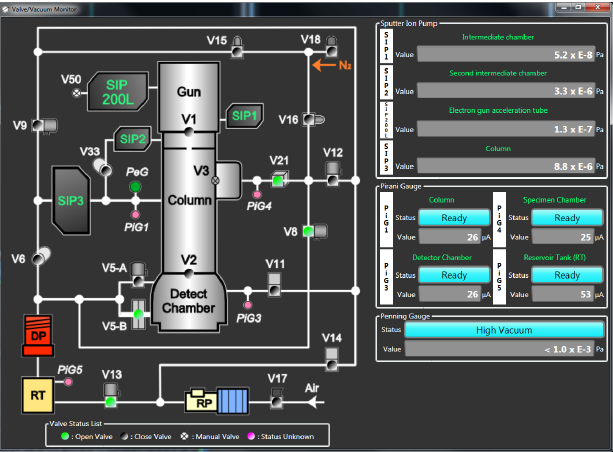 Valve/Vacuum Monitor
V15
V18
N₂
V50
SIP
200L
Gun
SIP1
V9
V1
V16
V33
SIP2
PeG
V3
V21
V12
SIP3
Column
PiG4
PiG1
V8
V6
V5-A
V2
V11
Detect
Chamber
V5-B
PiG3
DP
V14
PiG5
V13
V17
Air
RT
RP
Valve Status List
: Open Valve
: Close Valve
: Manual Valve
: Status Unknown
Sputter Ion Pump
SIP1
Intermediate chamber
Value
5.2 x E-8
Pa
SIP2
Second intermediate chamber
Value
3.3 x E-6
Pa
SIP200L
Electron gun acceleration tube
Value
1.3 x E-7
Pa
SIP3
Column
Value
8.8 x E-6
Pa
Pirani Gauge
PiG1
Column
Status
Ready
Value
26
µA
PiG4
Specimen Chamber
Status
Ready
Value
25
µA
PiG3
Detector Chamber
Status
Ready
Value
26
µA
PiG5
Reservoir Tank (RT)
Status
Ready
Value
53
µA
Penning Gauge
Status
High Vacuum
Value
< 1.0 x E-3
Pa